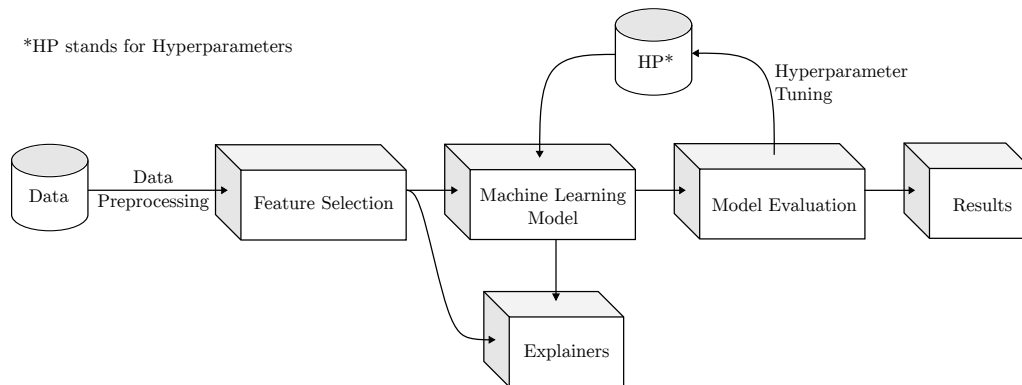 *HP stands for Hyperparameters
HP*
Hyperparameter
Tuning
Data
Data
Preprocessing
Feature Selection
Machine Learning
Model
Model Evaluation
Results
Explainers